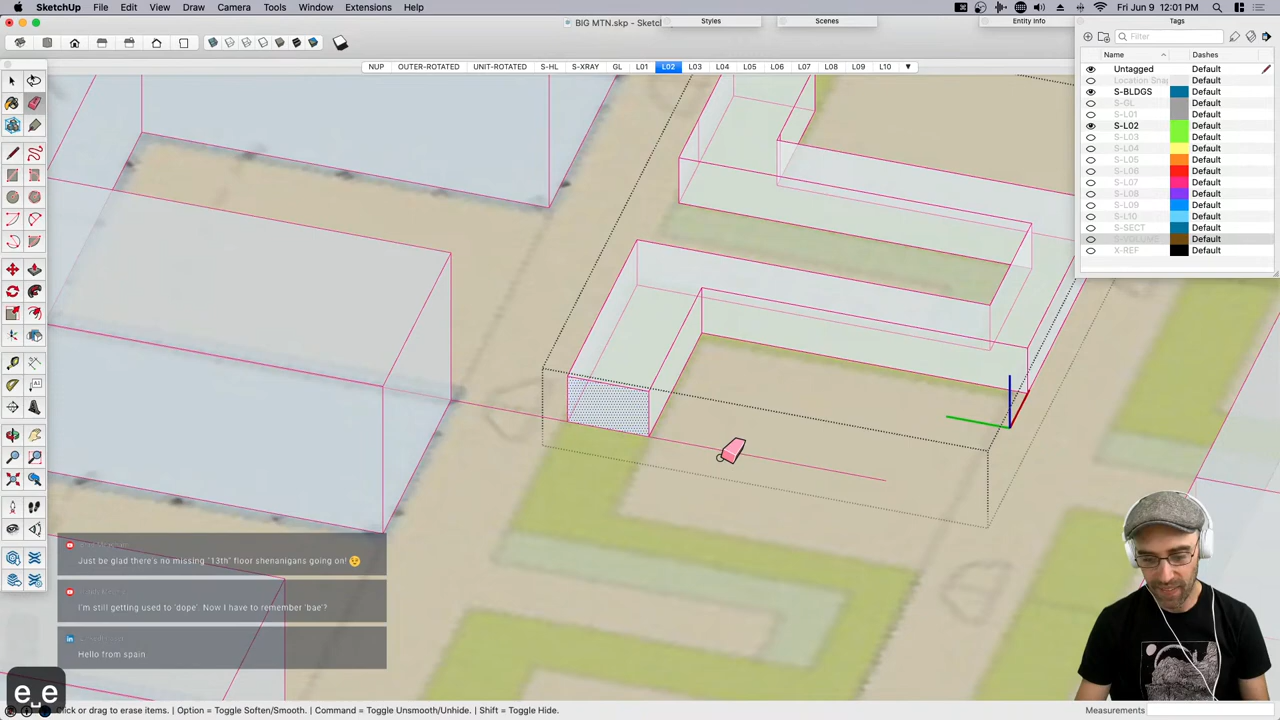 SketchUp File Edit View Draw Camera Tools Window Extensions Help
Fri Jun 9 12:01 PM
BIG MTN.skp - Sketc
Styles
Scenes
Entity Info
Tags
Filter
NUP OUTER-ROTATED UNIT-ROTATED S-HL S-XRAY GL L01 L02 L03 L04 L05 L06 L07 L08 L09 L10
Name Dashes
Untagged Default
Location Snap Default
S-BLDGS Default
S-GL Default
S-L01 Default
S-L02 Default
S-L03 Default
S-L04 Default
S-L05 Default
S-L06 Default
S-L07 Default
S-L08 Default
S-L09 Default
S-L10 Default
S-SECT Default
S-VOLUME Default
X-REF Default
Just be glad there's no missing "13th" floor shenanigans going on! 😉
I'm still getting used to 'dope'. Now I have to remember 'bae'?
Hello from spain
e␣e
Click or drag to erase items. | Option = Toggle Soften/Smooth. | Command = Toggle Unsmooth/Unhide. | Shift = Toggle Hide.
Measurements